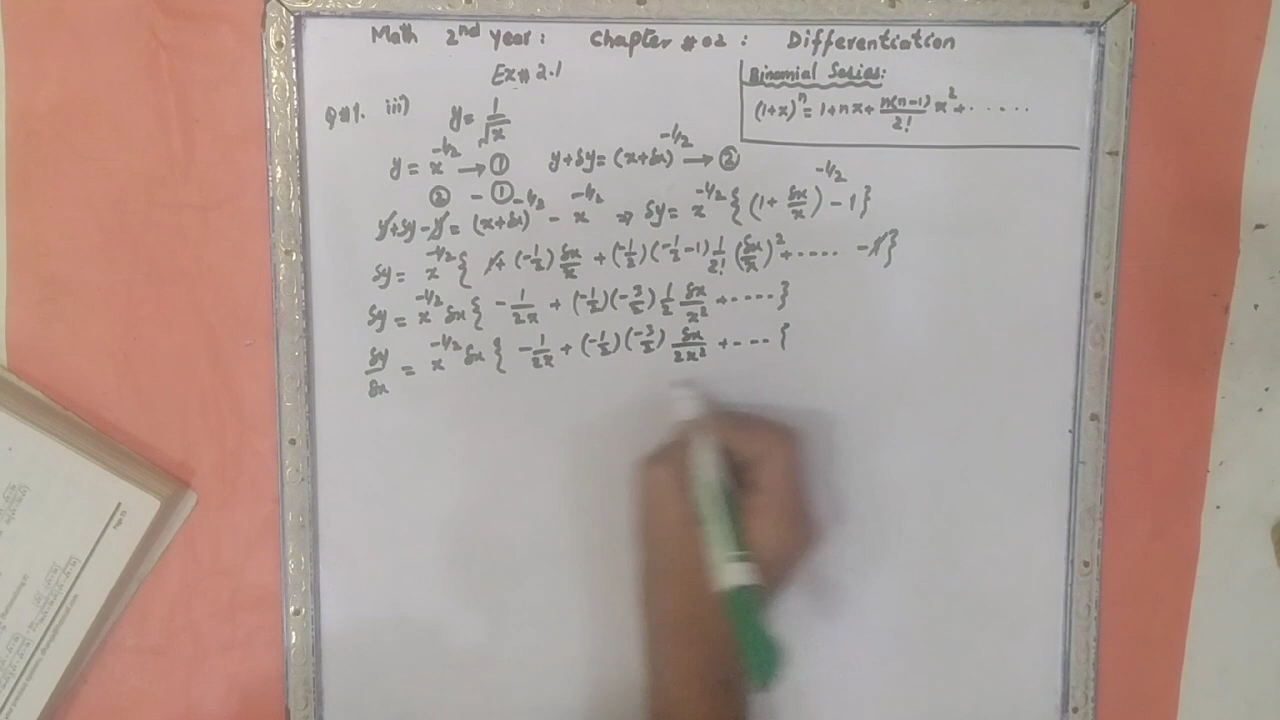 Math 2nd Year: Chapter # 02: Differentiation
Ex# 2.1
Binomial Series:
(1+x)^n = 1+nx+ n(n-1)/2! x^2 + ......
Q#1. iii) y = 1/√x
y = x^-1/2 → ① y+δy = (x+δx)^-1/2 → ②
② - ①
y+δy-y = (x+δx)^-1/2 - x^-1/2 ⇒ δy = x^-1/2 { (1+ δx/x)^-1/2 - 1 }
δy = x^-1/2 { 1 + (-1/2) δx/x + (-1/2)(-1/2-1) 1/2! (δx/x)^2 + ..... -1 }
δy = x^-1/2 δx { -1/2x + (-1/2)(-3/2) 1/2 δx/x^2 + ..... }
δy/δx = x^-1/2 δx { -1/2x + (-1/2)(-3/2) δx/2x^2 + --- {